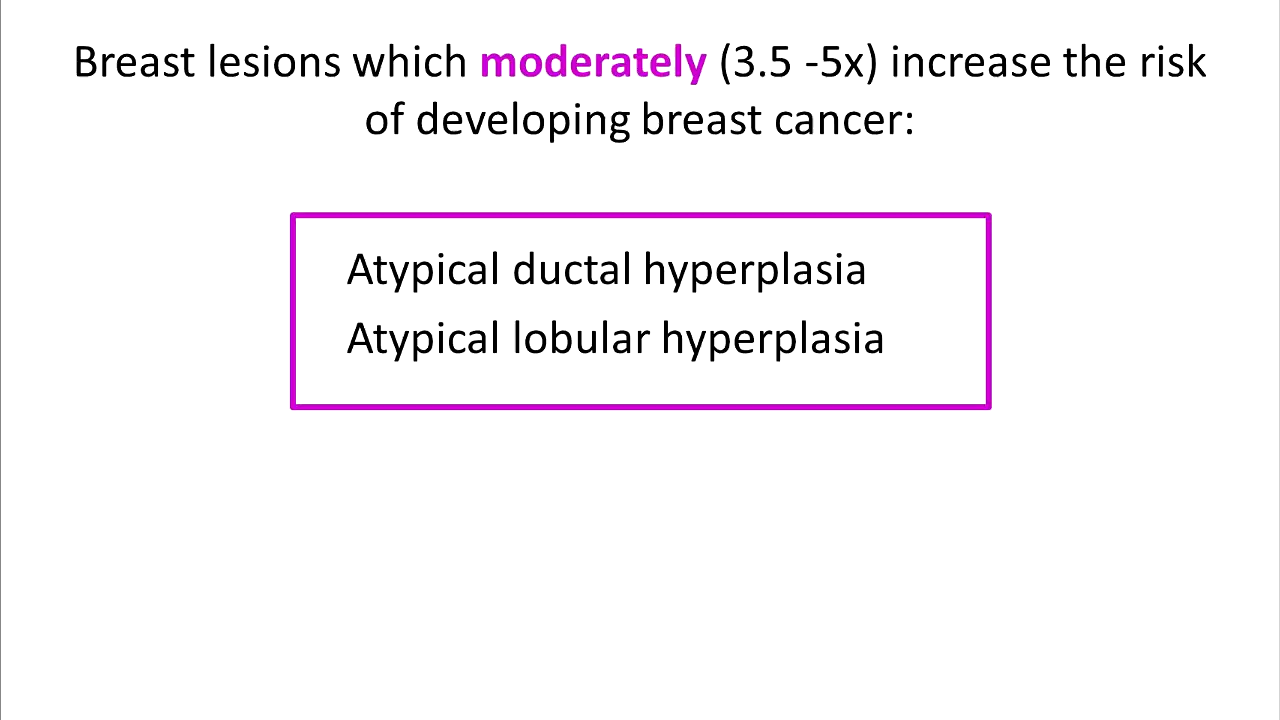 Breast lesions which moderately (3.5 -5x) increase the risk
of developing breast cancer:
Atypical ductal hyperplasia
Atypical lobular hyperplasia